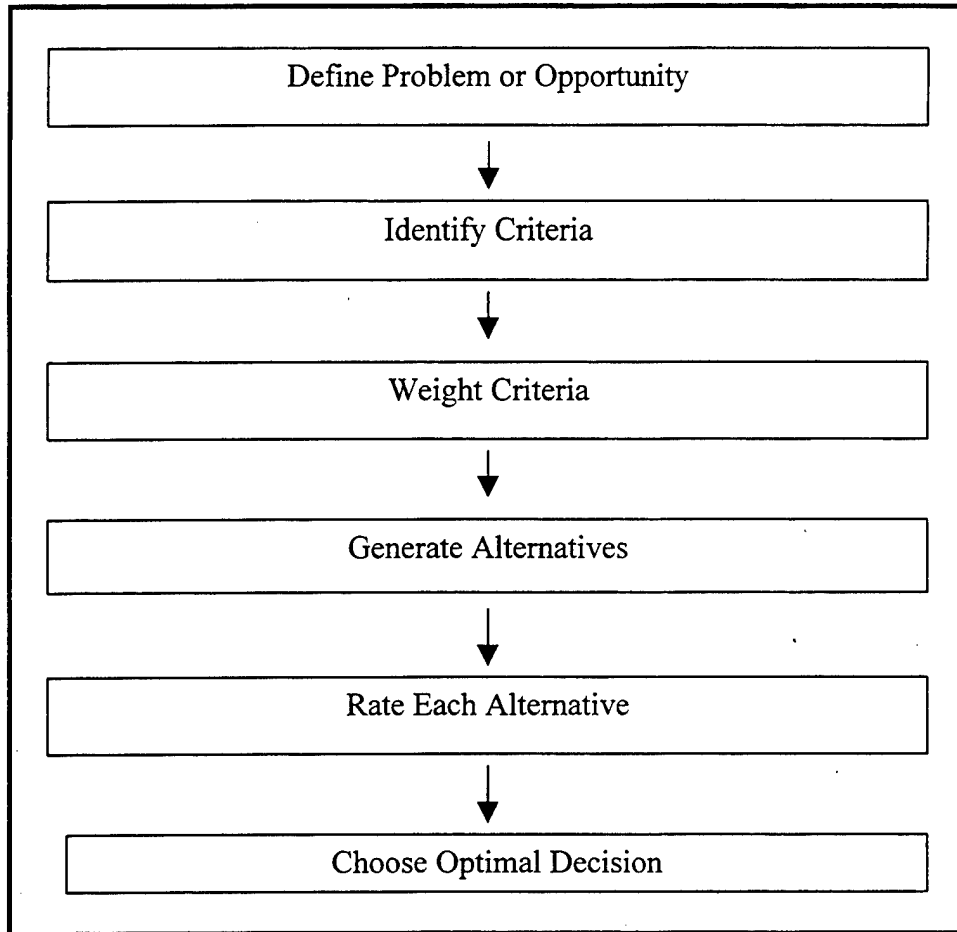 Define Problem or Opportunity
Identify Criteria
Weight Criteria
Generate Alternatives
Rate Each Alternative
Choose Optimal Decision